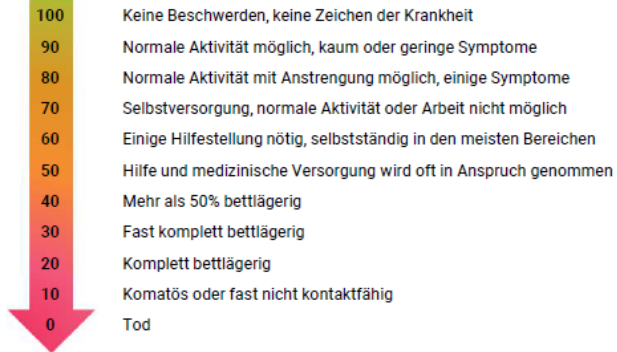 100 Keine Beschwerden, keine Zeichen der Krankheit
90 Normale Aktivität möglich, kaum oder geringe Symptome
80 Normale Aktivität mit Anstrengung möglich, einige Symptome
70 Selbstversorgung, normale Aktivität oder Arbeit nicht möglich
60 Einige Hilfestellung nötig, selbstständig in den meisten Bereichen
50 Hilfe und medizinische Versorgung wird oft in Anspruch genommen
40 Mehr als 50% bettlägerig
30 Fast komplett bettlägerig
20 Komplett bettlägerig
10 Komatös oder fast nicht kontaktfähig
0 Tod